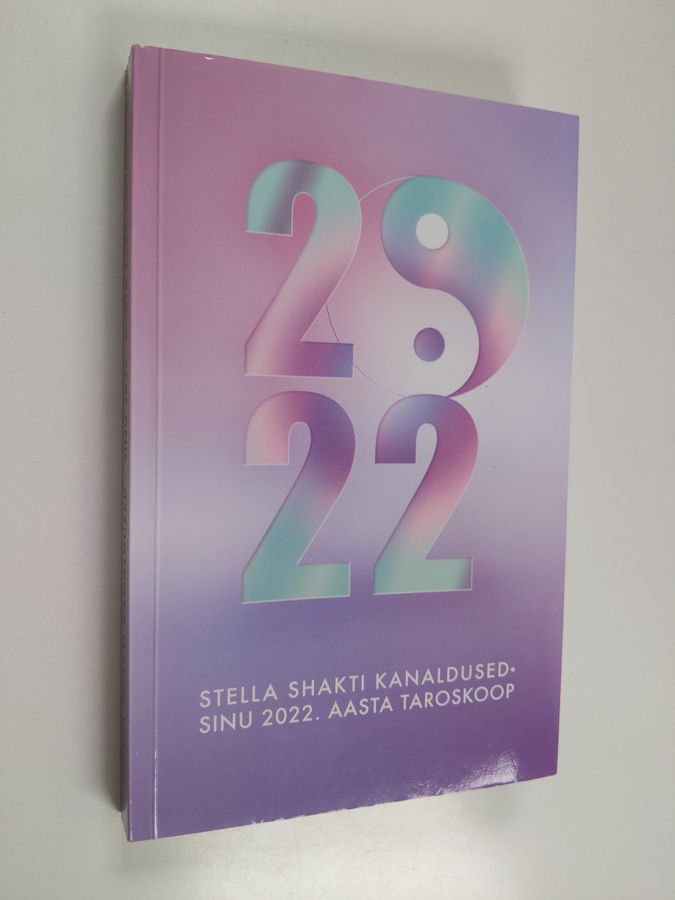 2022
STELLA SHAKTI KANALDUSED•
SINU 2022. AASTA TAROSKOOP